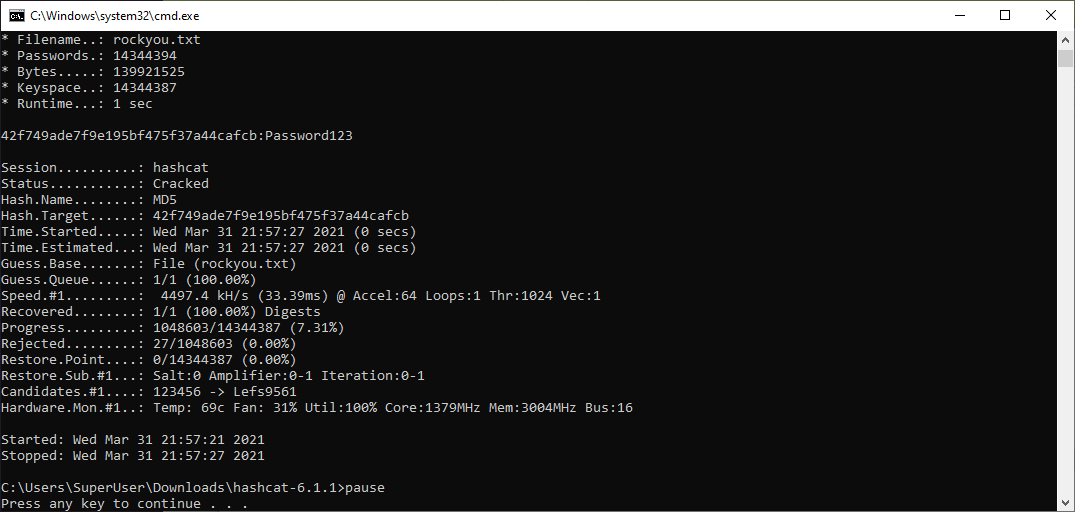 C:\Windows\system32\cmd.exe
* Filename..: rockyou.txt
* Passwords.: 14344394
* Bytes.....: 139921525
* Keyspace..: 14344387
* Runtime...: 1 sec
42f749ade7f9e195bf475f37a44cafcb:Password123
Session..........: hashcat
Status...........: Cracked
Hash.Name........: MD5
Hash.Target......: 42f749ade7f9e195bf475f37a44cafcb
Time.Started.....: Wed Mar 31 21:57:27 2021 (0 secs)
Time.Estimated...: Wed Mar 31 21:57:27 2021 (0 secs)
Guess.Base.......: File (rockyou.txt)
Guess.Queue......: 1/1 (100.00%)
Speed.#1.........:  4497.4 kH/s (33.39ms) @ Accel:64 Loops:1 Thr:1024 Vec:1
Recovered........: 1/1 (100.00%) Digests
Progress.........: 1048603/14344387 (7.31%)
Rejected.........: 27/1048603 (0.00%)
Restore.Point....: 0/14344387 (0.00%)
Restore.Sub.#1...: Salt:0 Amplifier:0-1 Iteration:0-1
Candidates.#1....: 123456 -> Lefs9561
Hardware.Mon.#1..: Temp: 69c Fan: 31% Util:100% Core:1379MHz Mem:3004MHz Bus:16
Started: Wed Mar 31 21:57:21 2021
Stopped: Wed Mar 31 21:57:27 2021
C:\Users\SuperUser\Downloads\hashcat-6.1.1>pause
Press any key to continue . . .